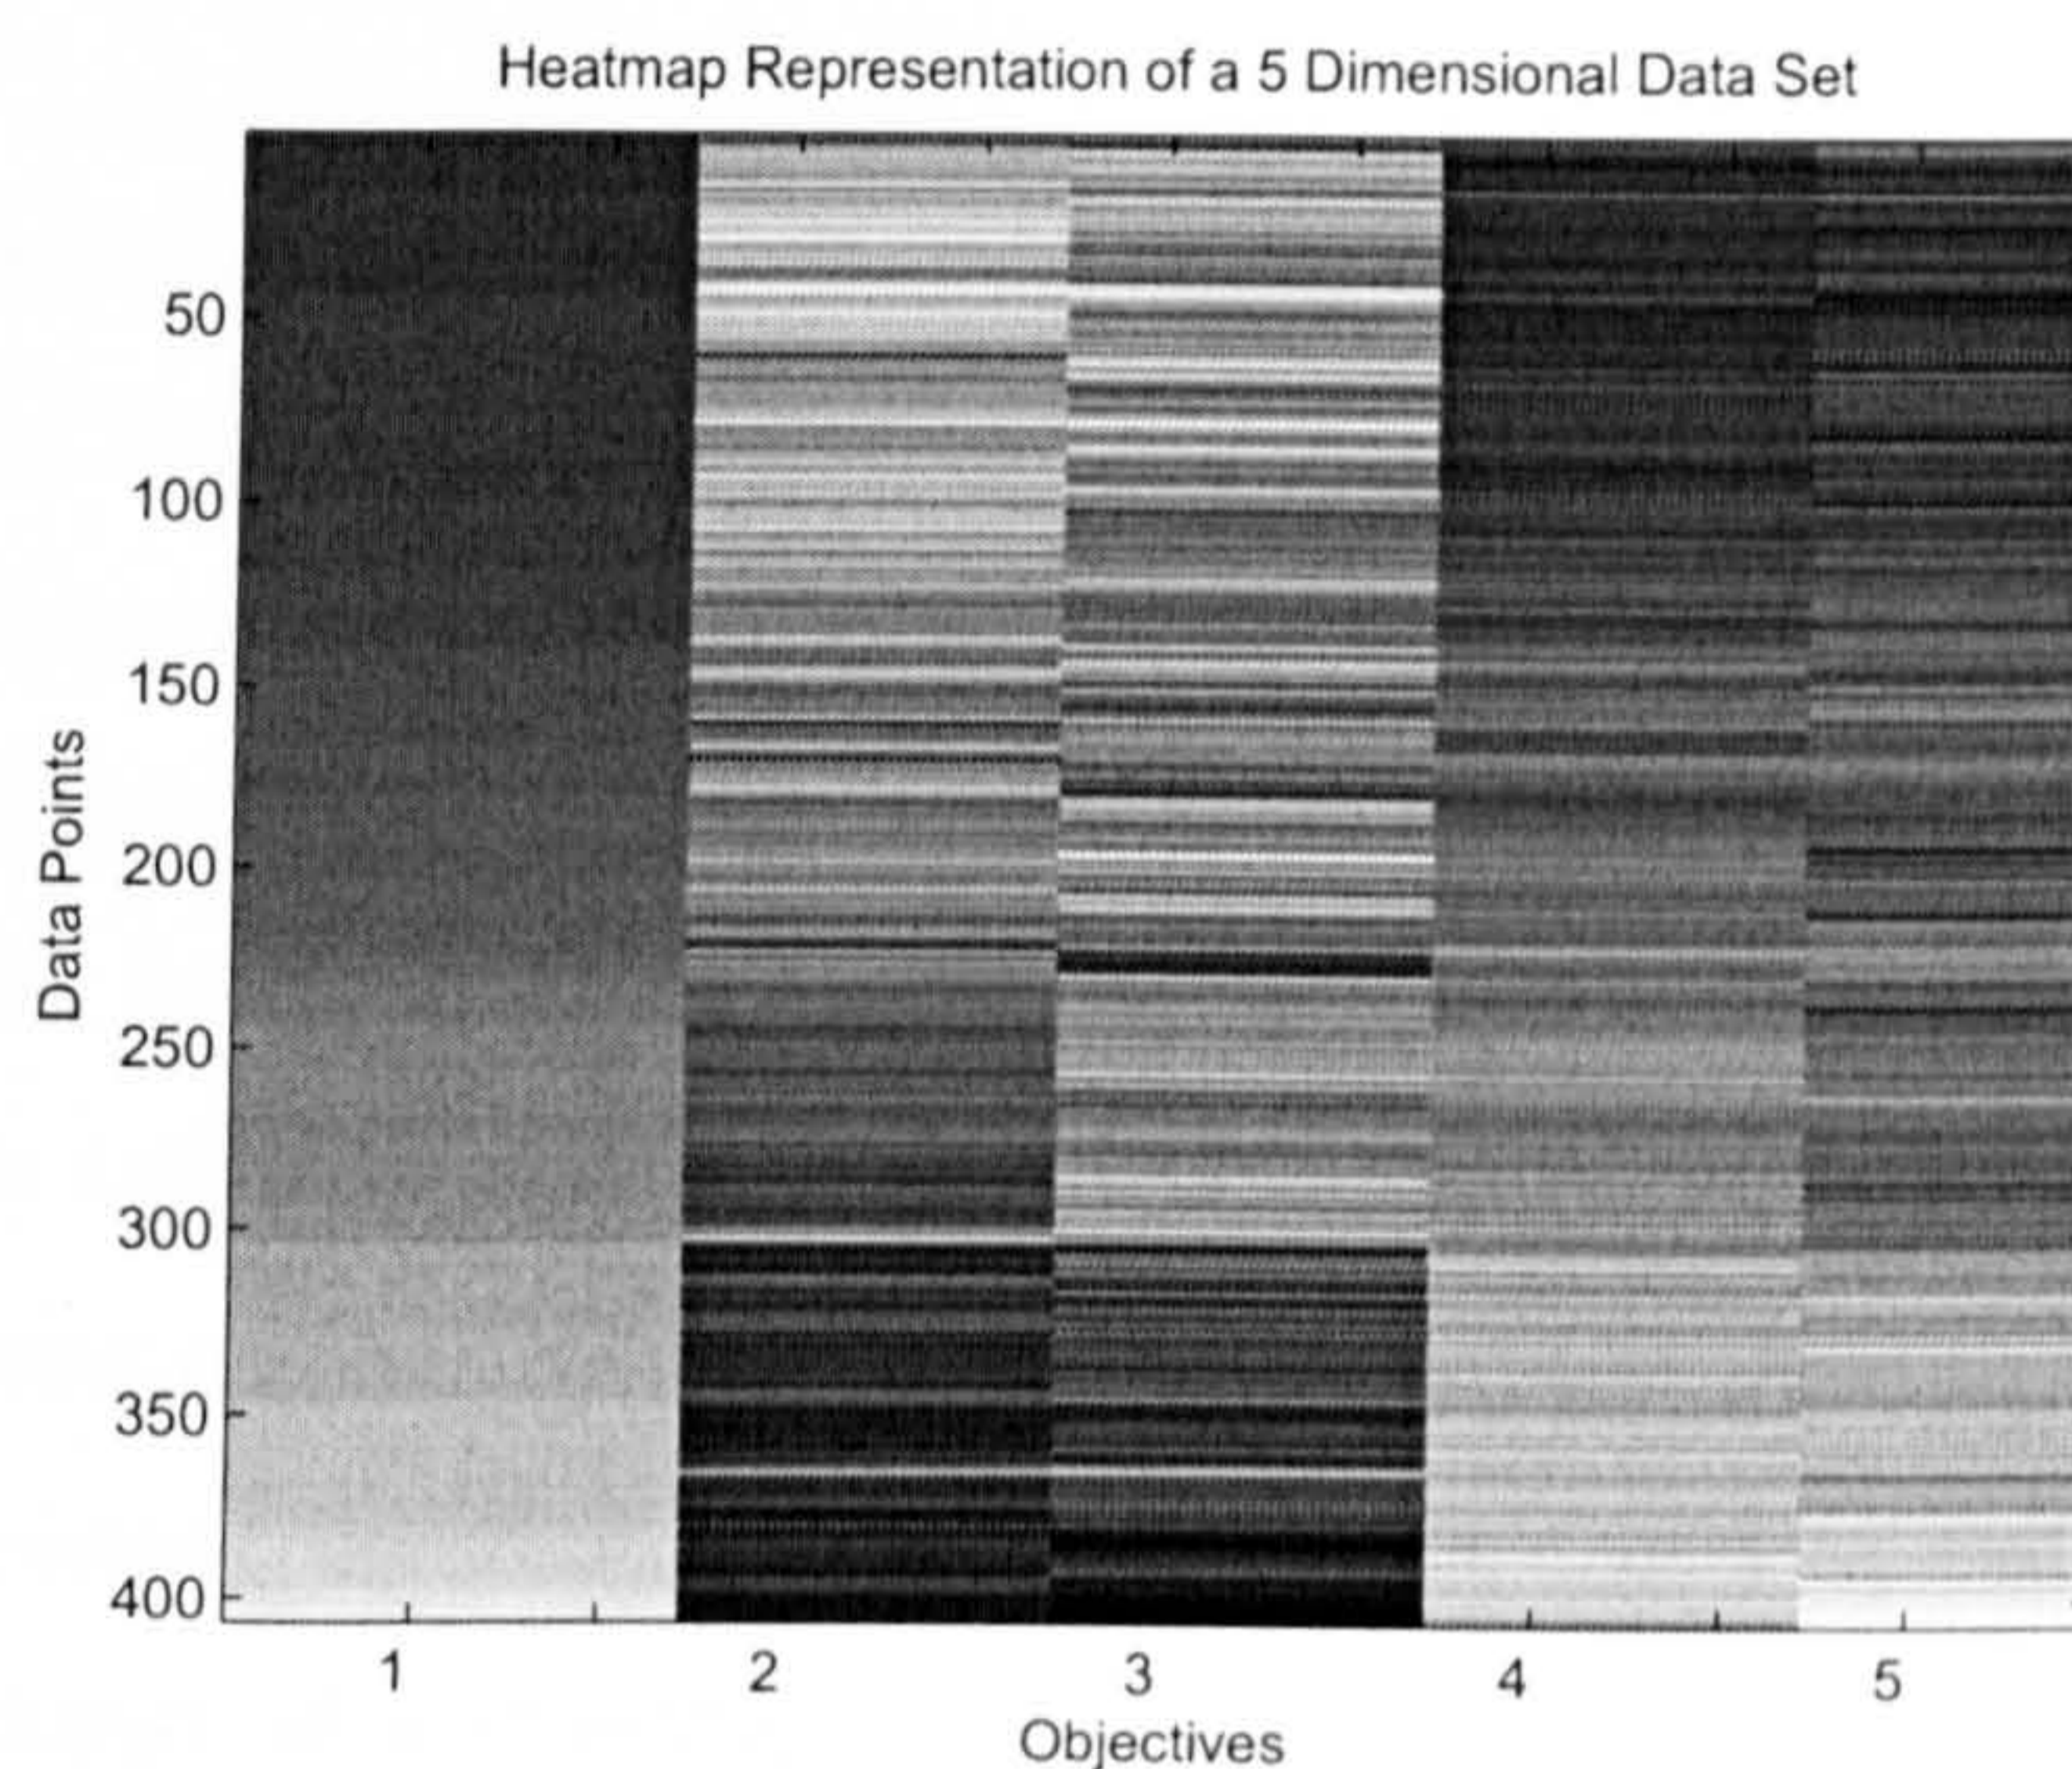 Heatmap Representation of a 5 Dimensional Data Set
50
100
150
200
250
300
350
400
Data Points
1 2 3 4 5
Objectives